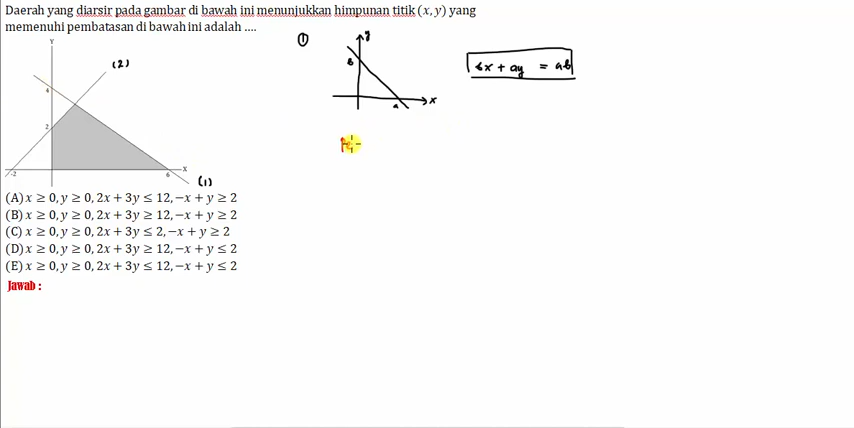 Daerah yang diarsir pada gambar di bawah ini menunjukkan himpunan titik (x, y) yang
memenuhi pembatasan di bawah ini adalah ....
Y
(2)
4
2
-2
6
X
(1)
①
y
b
a
x
bx + ay = ab
(A) x ≥ 0, y ≥ 0, 2x + 3y ≤ 12, −x + y ≥ 2
(B) x ≥ 0, y ≥ 0, 2x + 3y ≥ 12, −x + y ≥ 2
(C) x ≥ 0, y ≥ 0, 2x + 3y ≤ 2, −x + y ≥ 2
(D) x ≥ 0, y ≥ 0, 2x + 3y ≥ 12, −x + y ≤ 2
(E) x ≥ 0, y ≥ 0, 2x + 3y ≤ 12, −x + y ≤ 2
Jawab :